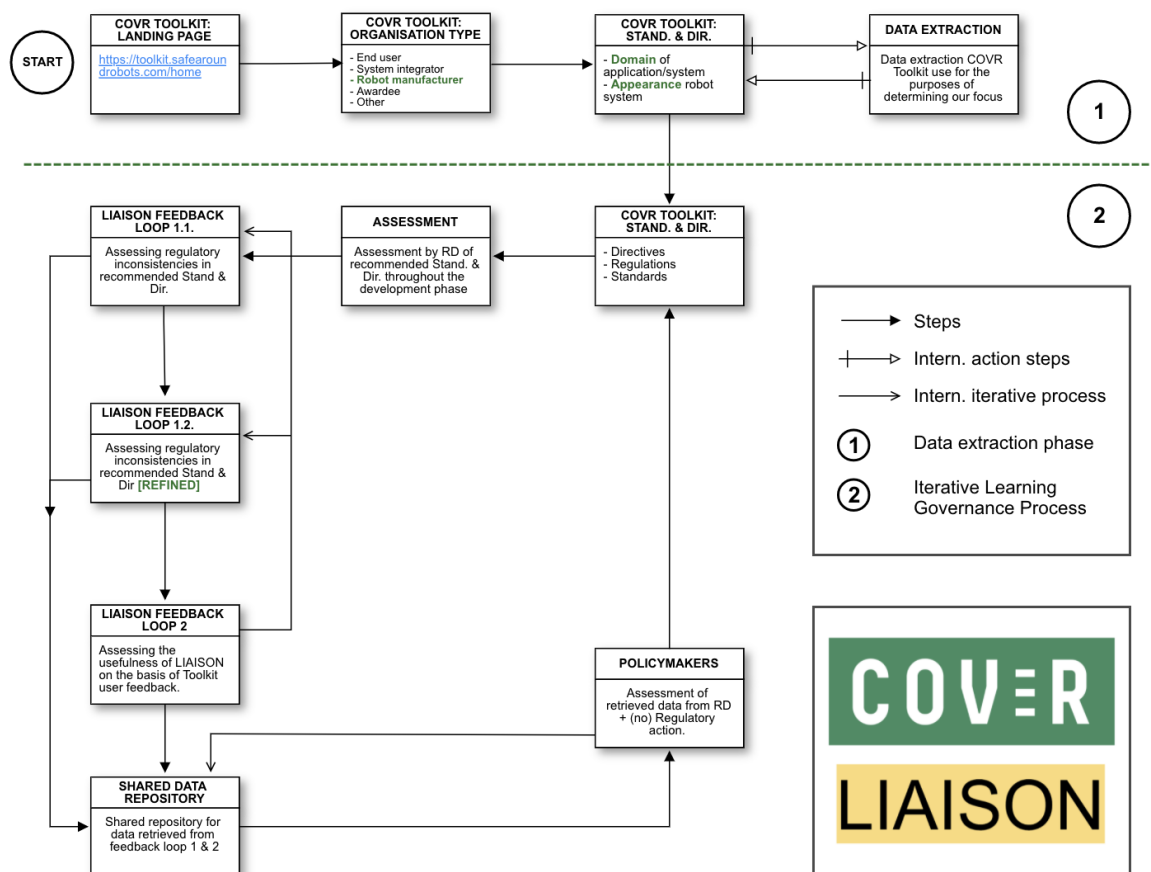 START
COVR TOOLKIT:
LANDING PAGE
https://toolkit.safearoun
drobots.com/home
COVR TOOLKIT:
ORGANISATION TYPE
- End user
- System integrator
- Robot manufacturer
- Awardee
- Other
COVR TOOLKIT:
STAND. & DIR.
- Domain of
application/system
- Appearance robot
system
DATA EXTRACTION
Data extraction COVR
Toolkit use for the
purposes of
determining our focus
1
2
LIAISON FEEDBACK
LOOP 1.1.
Assessing regulatory
inconsistencies in
recommended Stand &
Dir.
ASSESSMENT
Assessment by RD of
recommended Stand. &
Dir. throughout the
development phase
COVR TOOLKIT:
STAND. & DIR.
- Directives
- Regulations
- Standards
LIAISON FEEDBACK
LOOP 1.2.
Assessing regulatory
inconsistencies in
recommended Stand &
Dir [REFINED]
LIAISON FEEDBACK
LOOP 2
Assessing the
usefulness of LIAISON
on the basis of Toolkit
user feedback.
POLICYMAKERS
Assessment of
retrieved data from RD
+ (no) Regulatory
action.
SHARED DATA
REPOSITORY
Shared repository for
data retrieved from
feedback loop 1 & 2
Steps
Intern. action steps
Intern. iterative process
1 Data extraction phase
2 Iterative Learning
Governance Process
COVER
LIAISON